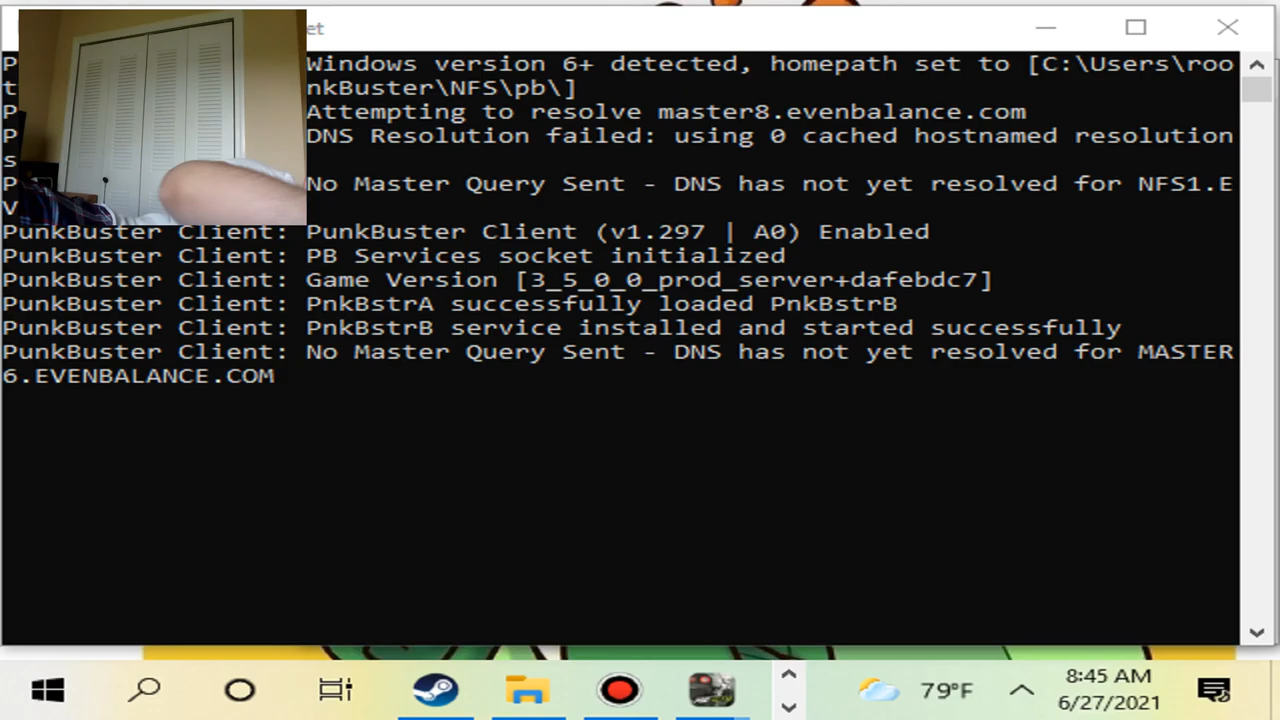 et
P Windows version 6+ detected, homepath set to [C:\Users\roo
t nkBuster\NFS\pb\]
P Attempting to resolve master8.evenbalance.com
P DNS Resolution failed: using 0 cached hostnamed resolution
s
P No Master Query Sent - DNS has not yet resolved for NFS1.E
V
PunkBuster Client: PunkBuster Client (v1.297 | A0) Enabled
PunkBuster Client: PB Services socket initialized
PunkBuster Client: Game Version [3_5_0_0_prod_server+dafebdc7]
PunkBuster Client: PnkBstrA successfully loaded PnkBstrB
PunkBuster Client: PnkBstrB service installed and started successfully
PunkBuster Client: No Master Query Sent - DNS has not yet resolved for MASTER
6.EVENBALANCE.COM
79°F
8:45 AM
6/27/2021